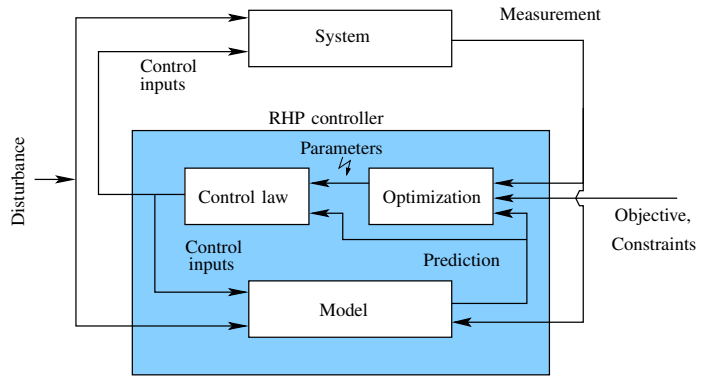 Measurement
System
Control
inputs
RHP controller
Parameters
Disturbance
Control law
Optimization
Objective,
Constraints
Control
inputs
Prediction
Model